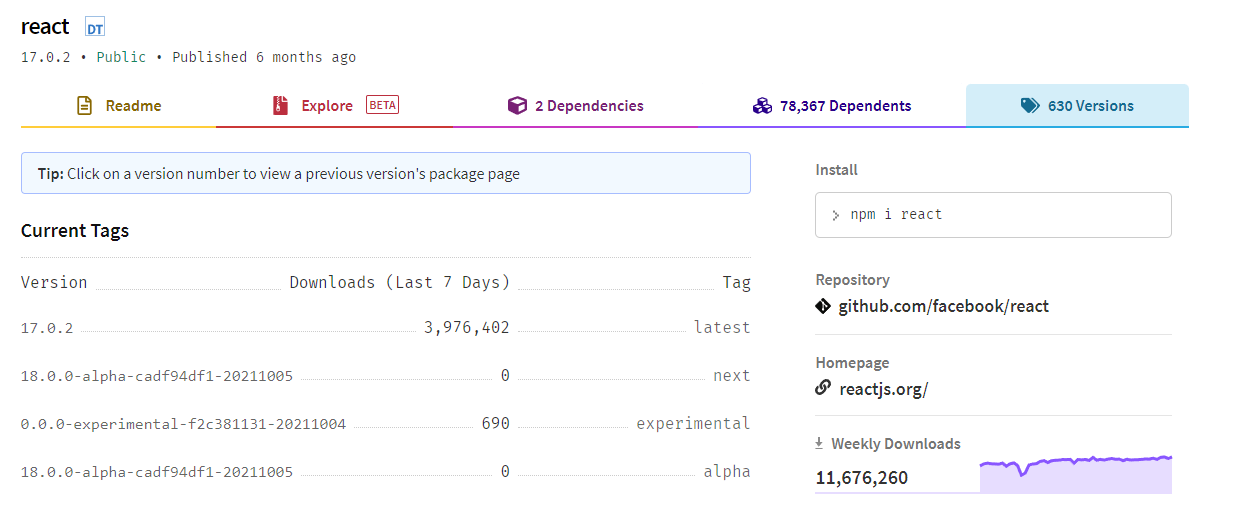 react DT
17.0.2 • Public • Published 6 months ago
Readme
Explore BETA
2 Dependencies
78,367 Dependents
630 Versions
Tip: Click on a version number to view a previous version's package page
Current Tags
Version Downloads (Last 7 Days) Tag
17.0.2 3,976,402 latest
18.0.0-alpha-cadf94df1-20211005 0 next
0.0.0-experimental-f2c381131-20211004 690 experimental
18.0.0-alpha-cadf94df1-20211005 0 alpha
Install
> npm i react
Repository
github.com/facebook/react
Homepage
reactjs.org/
Weekly Downloads
11,676,260